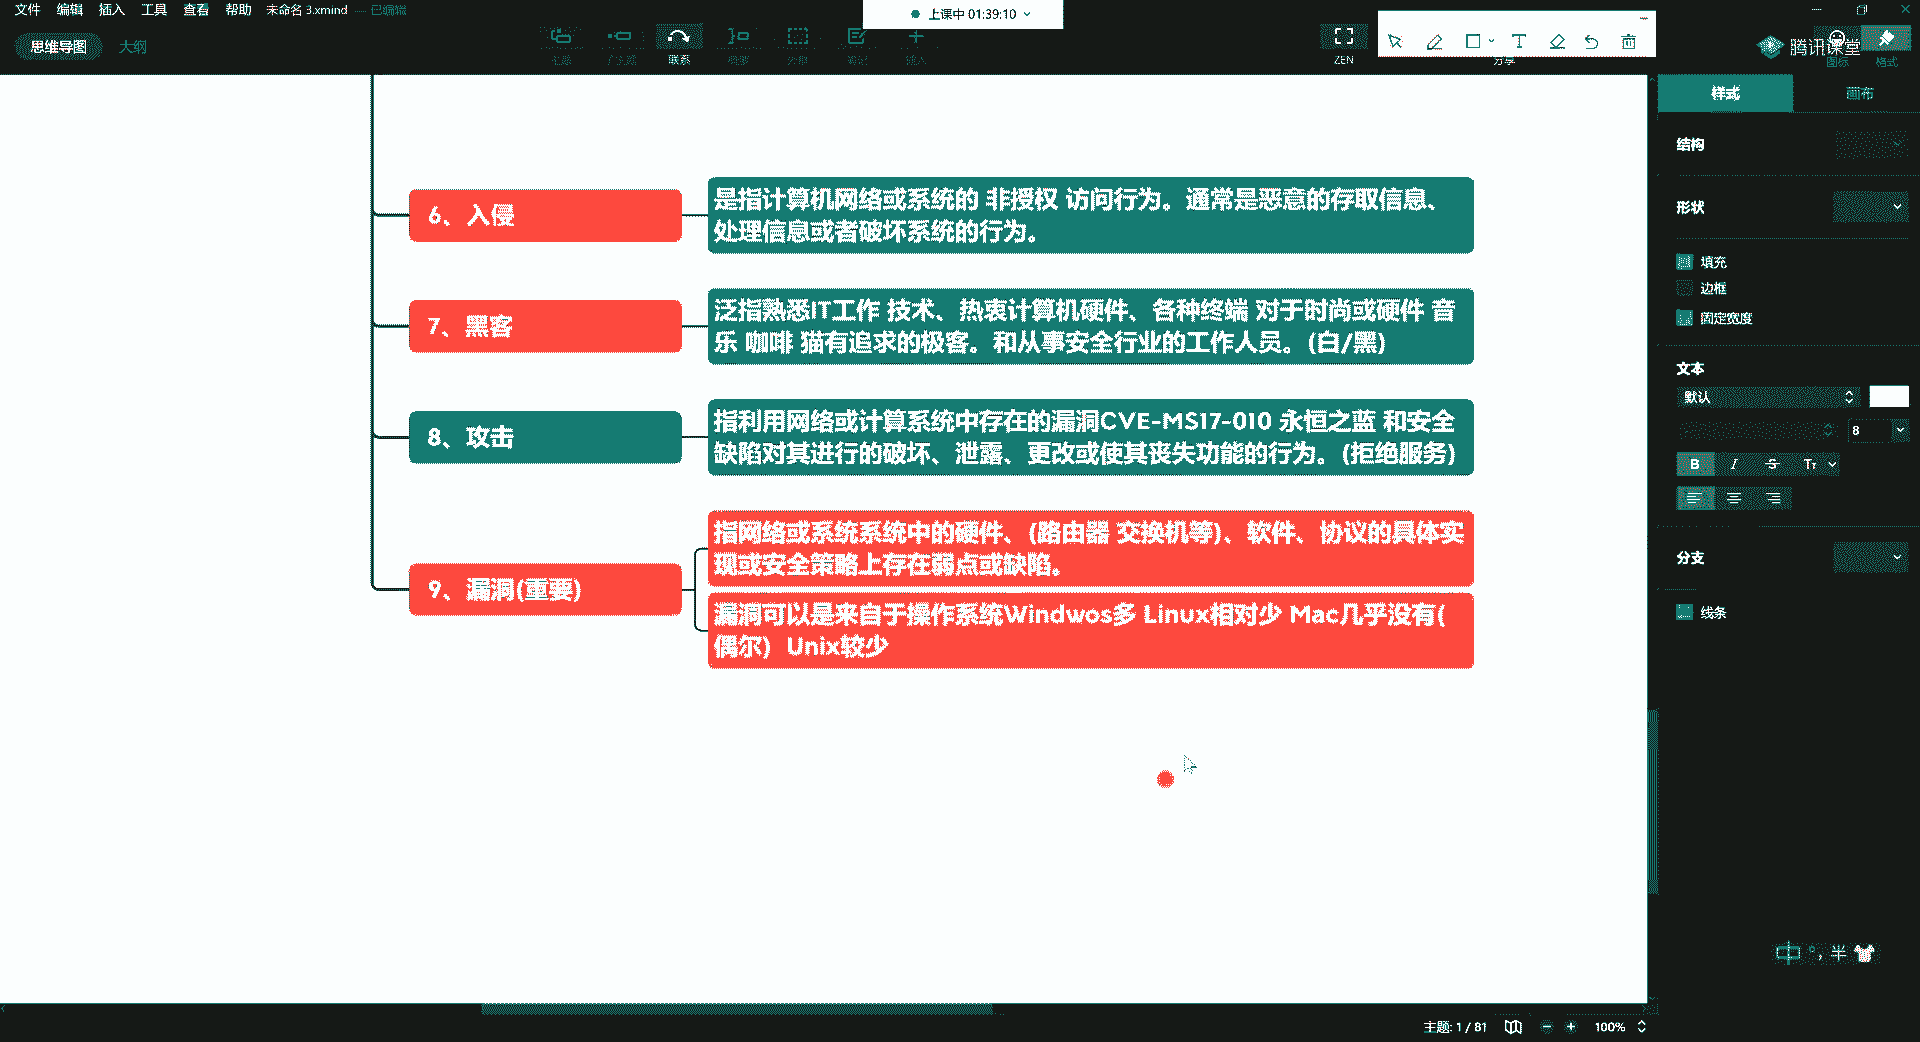 文件 编辑 插入 工具 查看 帮助 未命名 3.xmind — 已编辑
上课中 01:39:10
思维导图 大纲
联系
ZEN
分享
腾讯课堂
图标 格式
样式 画布
结构
形状
填充
边框
固定宽度
文本
默认
8
B I S Tт
分支
线条
6、入侵
是指计算机网络或系统的 非授权 访问行为。通常是恶意的存取信息、
处理信息或者破坏系统的行为。
7、黑客
泛指熟悉IT工作 技术、热衷计算机硬件、各种终端 对于时尚或硬件 音
乐 咖啡 猫有追求的极客。和从事安全行业的工作人员。(白/黑)
8、攻击
指利用网络或计算系统中存在的漏洞CVE-MS17-010 永恒之蓝 和安全
缺陷对其进行的破坏、泄露、更改或使其丧失功能的行为。(拒绝服务)
9、漏洞(重要)
指网络或系统系统中的硬件、(路由器 交换机等)、软件、协议的具体实
现或安全策略上存在弱点或缺陷。
漏洞可以是来自于操作系统Windwos多 Linux相对少 Mac几乎没有(
偶尔) Unix较少
中 °, 半
主题: 1 / 81
100%